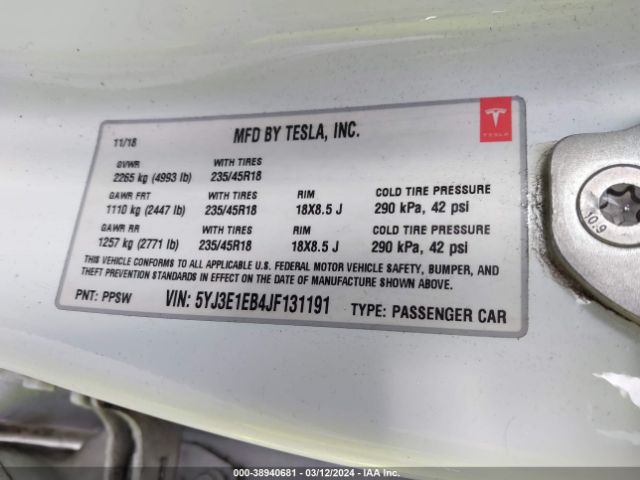 11/18 MFD BY TESLA, INC.
TESLA
GVWR WITH TIRES
2265 kg (4993 lb) 235/45R18
GAWR FRT WITH TIRES RIM COLD TIRE PRESSURE
1110 kg (2447 lb) 235/45R18 18X8.5 J 290 kPa, 42 psi
GAWR RR WITH TIRES RIM COLD TIRE PRESSURE
1257 kg (2771 lb) 235/45R18 18X8.5 J 290 kPa, 42 psi
THIS VEHICLE CONFORMS TO ALL APPLICABLE U.S. FEDERAL MOTOR VEHICLE SAFETY, BUMPER, AND
THEFT PREVENTION STANDARDS IN EFFECT ON THE DATE OF MANUFACTURE SHOWN ABOVE.
PNT: PPSW VIN: 5YJ3E1EB4JF131191 TYPE: PASSENGER CAR
10.9
000-38940681 - 03/12/2024 - IAA Inc.